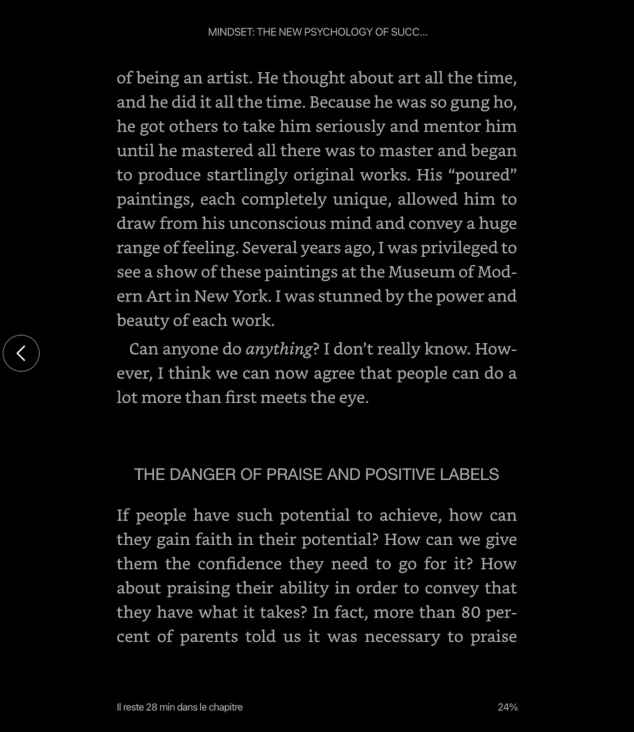 MINDSET: THE NEW PSYCHOLOGY OF SUCC...
of being an artist. He thought about art all the time,
and he did it all the time. Because he was so gung ho,
he got others to take him seriously and mentor him
until he mastered all there was to master and began
to produce startlingly original works. His “poured”
paintings, each completely unique, allowed him to
draw from his unconscious mind and convey a huge
range of feeling. Several years ago, I was privileged to
see a show of these paintings at the Museum of Mod-
ern Art in New York. I was stunned by the power and
beauty of each work.
Can anyone do anything? I don’t really know. How-
ever, I think we can now agree that people can do a
lot more than first meets the eye.
THE DANGER OF PRAISE AND POSITIVE LABELS
If people have such potential to achieve, how can
they gain faith in their potential? How can we give
them the confidence they need to go for it? How
about praising their ability in order to convey that
they have what it takes? In fact, more than 80 per-
cent of parents told us it was necessary to praise
Il reste 28 min dans le chapitre
24%